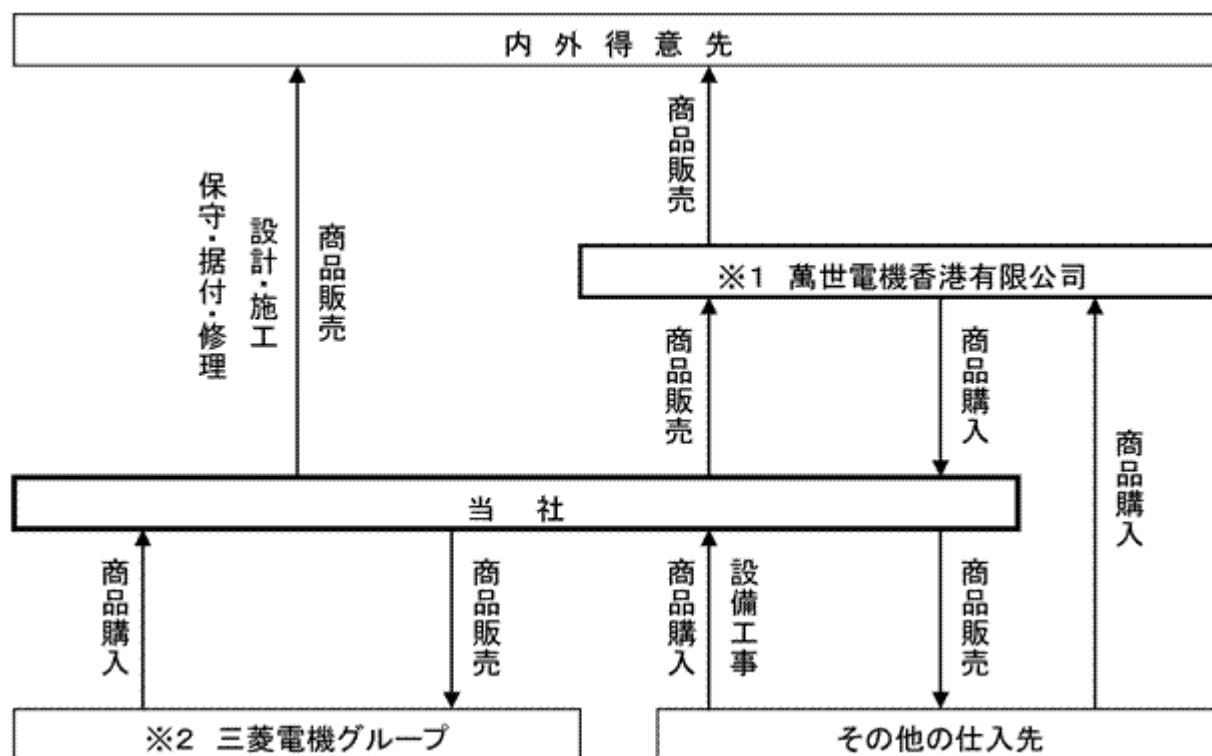 内外得意先
商品販売
保守・据付・修理
設計・施工
商品販売
※1 萬世電機香港有限公司
商品販売
商品購入
商品購入
当社
商品購入
商品販売
商品購入
設備工事
商品販売
※2 三菱電機グループ
その他の仕入先